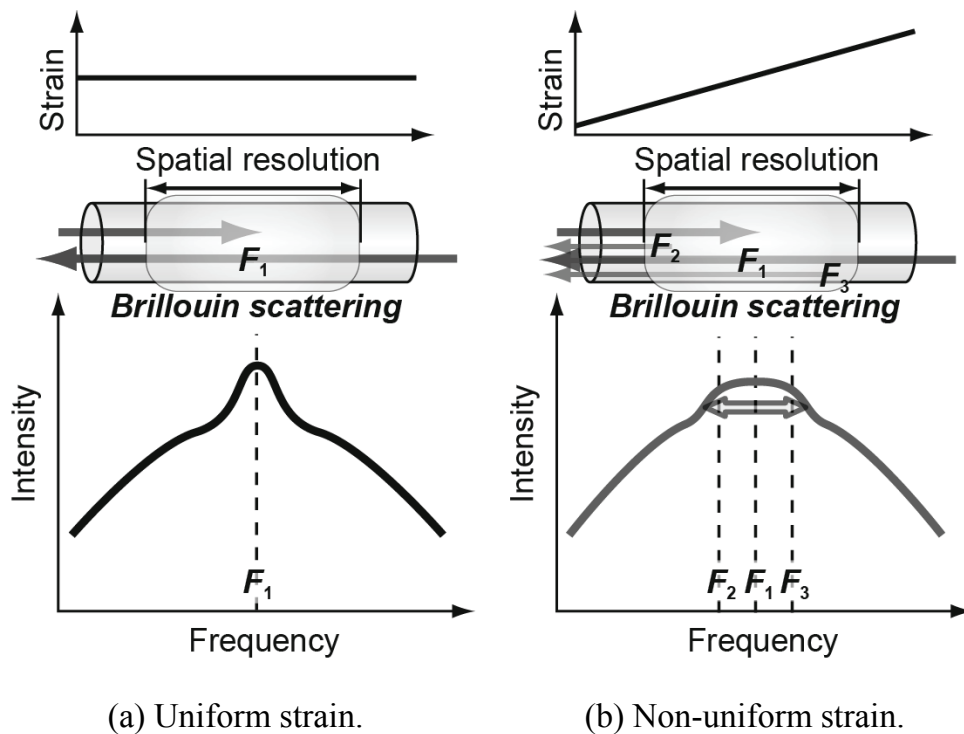 Strain
Spatial resolution
F1
Brillouin scattering
Intensity
F1
Frequency
(a) Uniform strain.
Strain
Spatial resolution
F2
F1
F3
Brillouin scattering
Intensity
F2 F1 F3
Frequency
(b) Non-uniform strain.